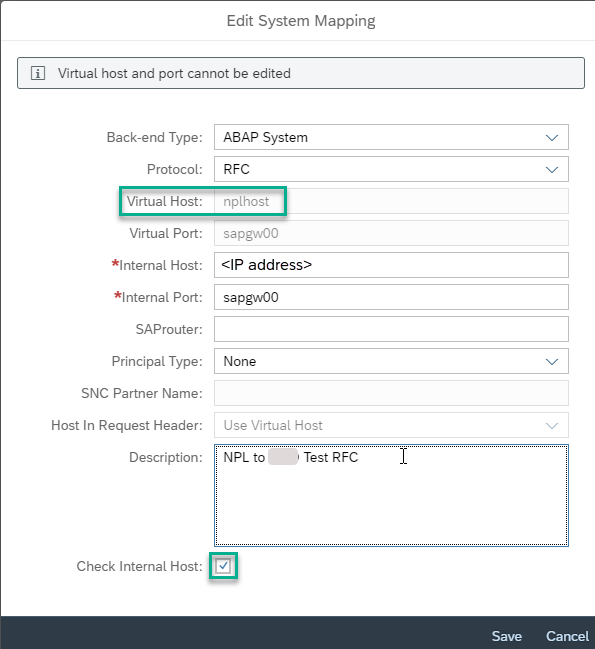 Edit System Mapping
Virtual host and port cannot be edited
Back-end Type: ABAP System
Protocol: RFC
Virtual Host: nplhost
Virtual Port: sapgw00
*Internal Host: <IP address>
*Internal Port: sapgw00
SAProuter:
Principal Type: None
SNC Partner Name:
Host In Request Header: Use Virtual Host
Description: NPL to Test RFC
Check Internal Host:
Save Cancel